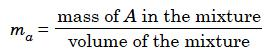 m_a = mass of A in the mixture / volume of the mixture